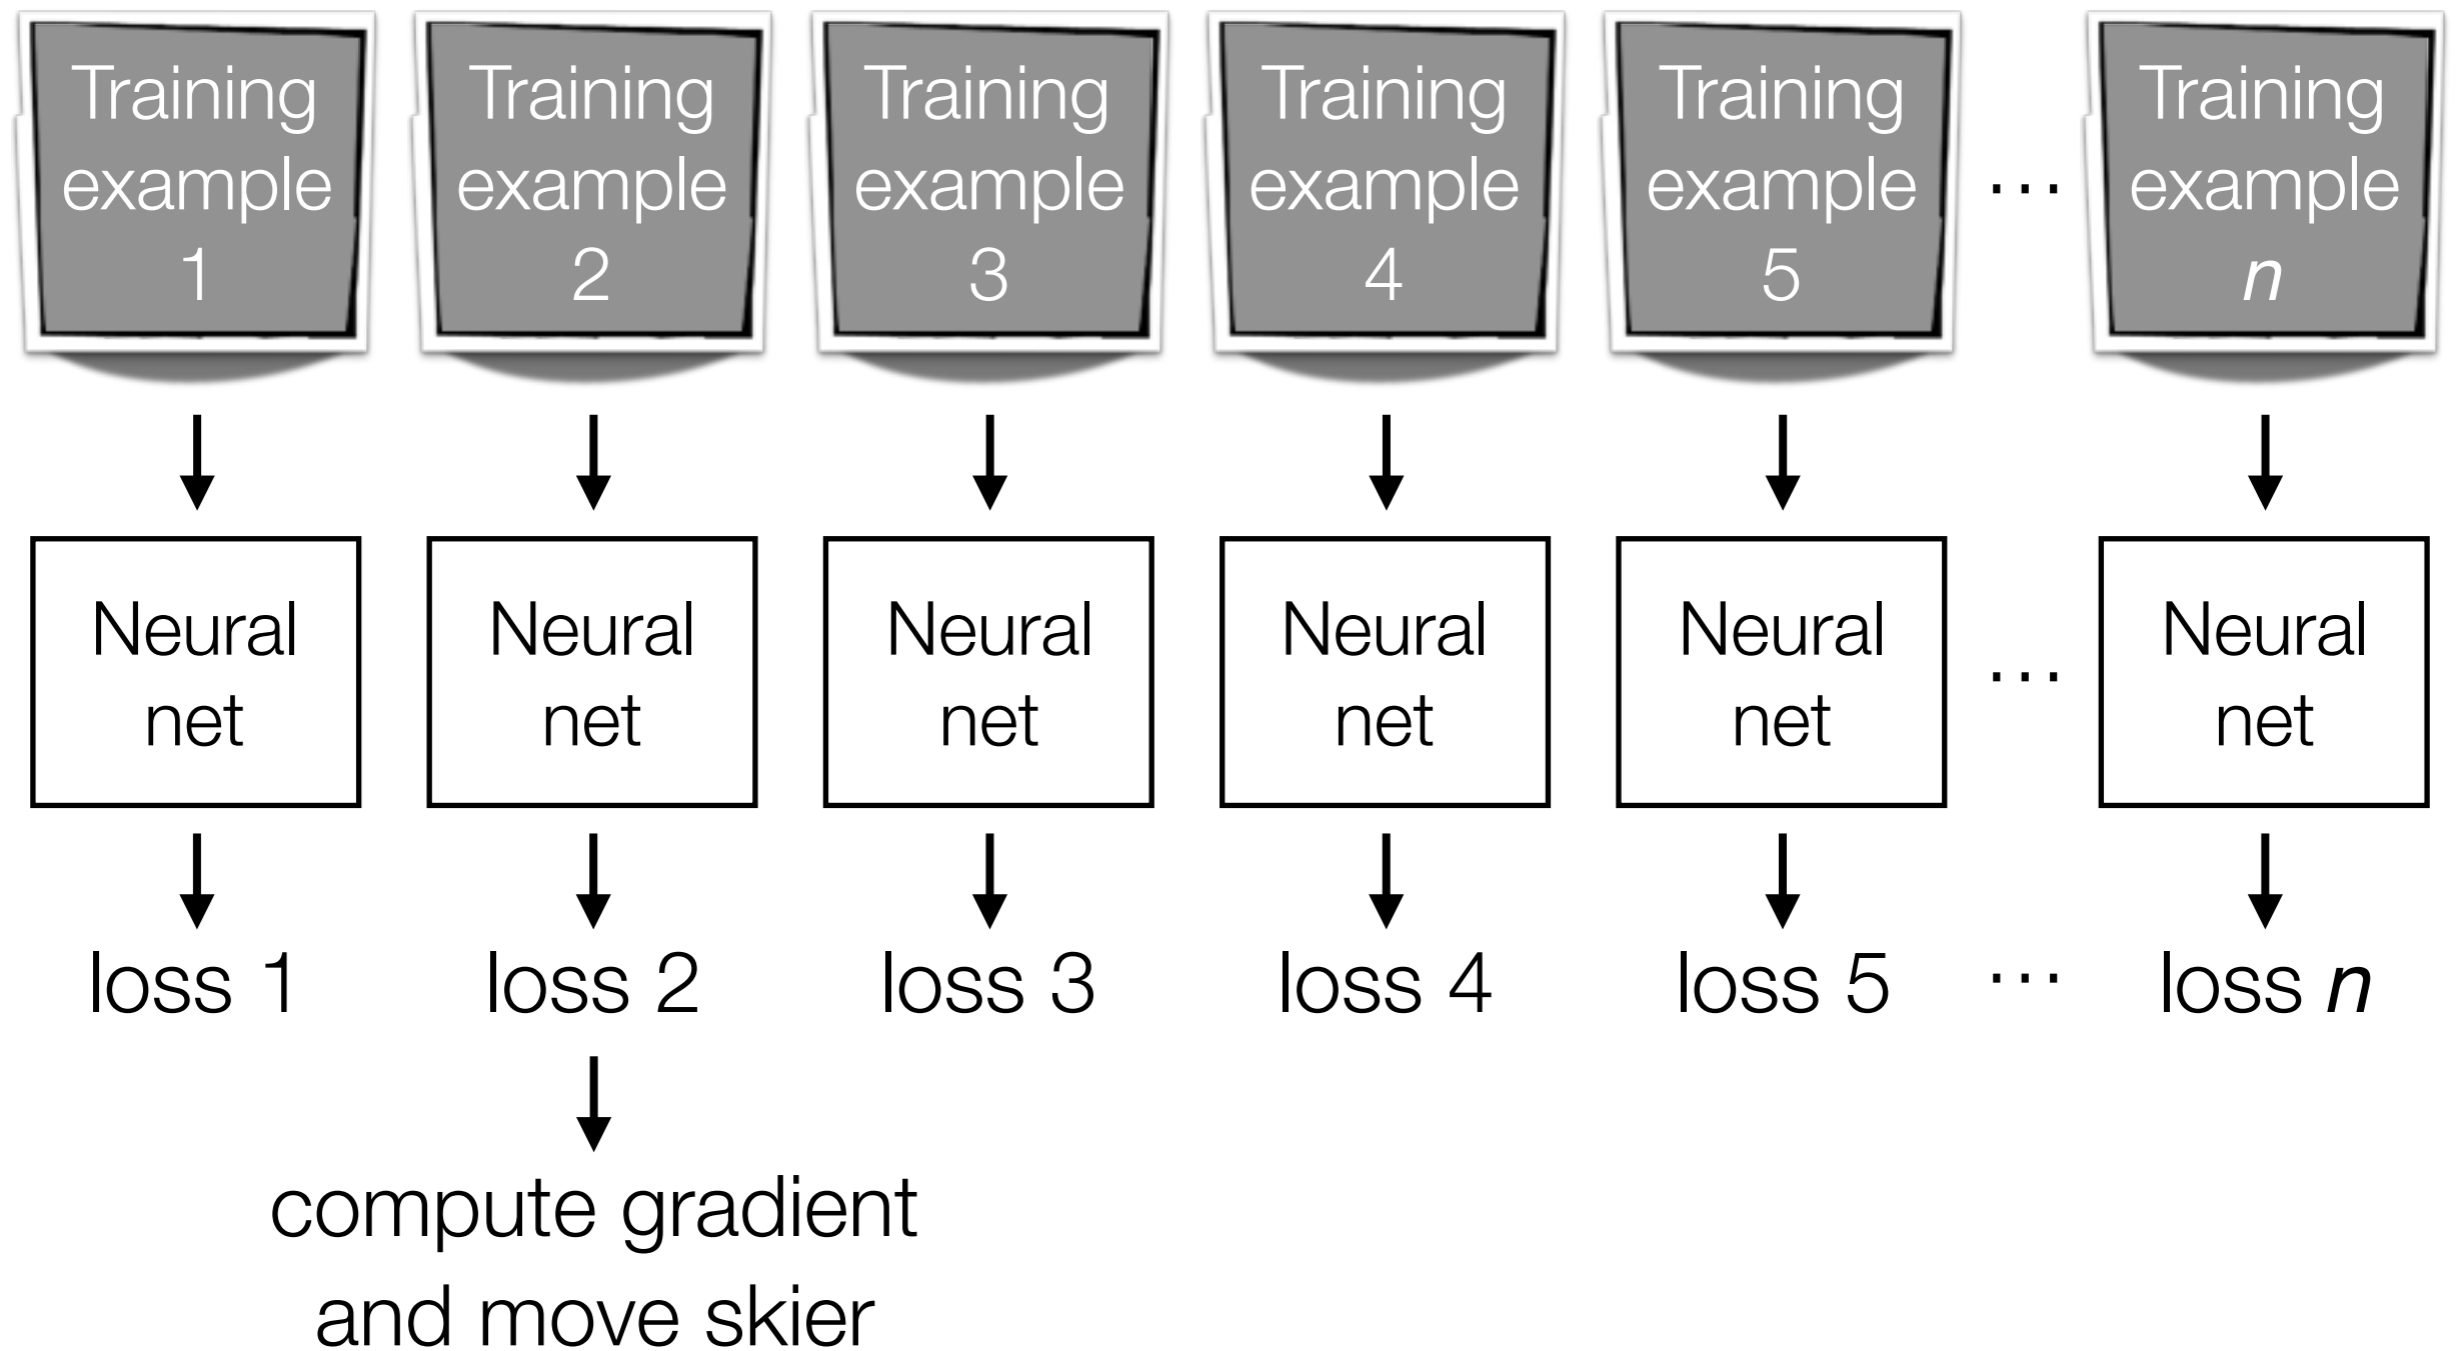 Training Training Training Training Training Training
example example example example example ... example
1 2 3 4 5 n
Neural Neural Neural Neural Neural Neural
net net net net net ... net
loss 1 loss 2 loss 3 loss 4 loss 5 ... loss n
compute gradient
and move skier